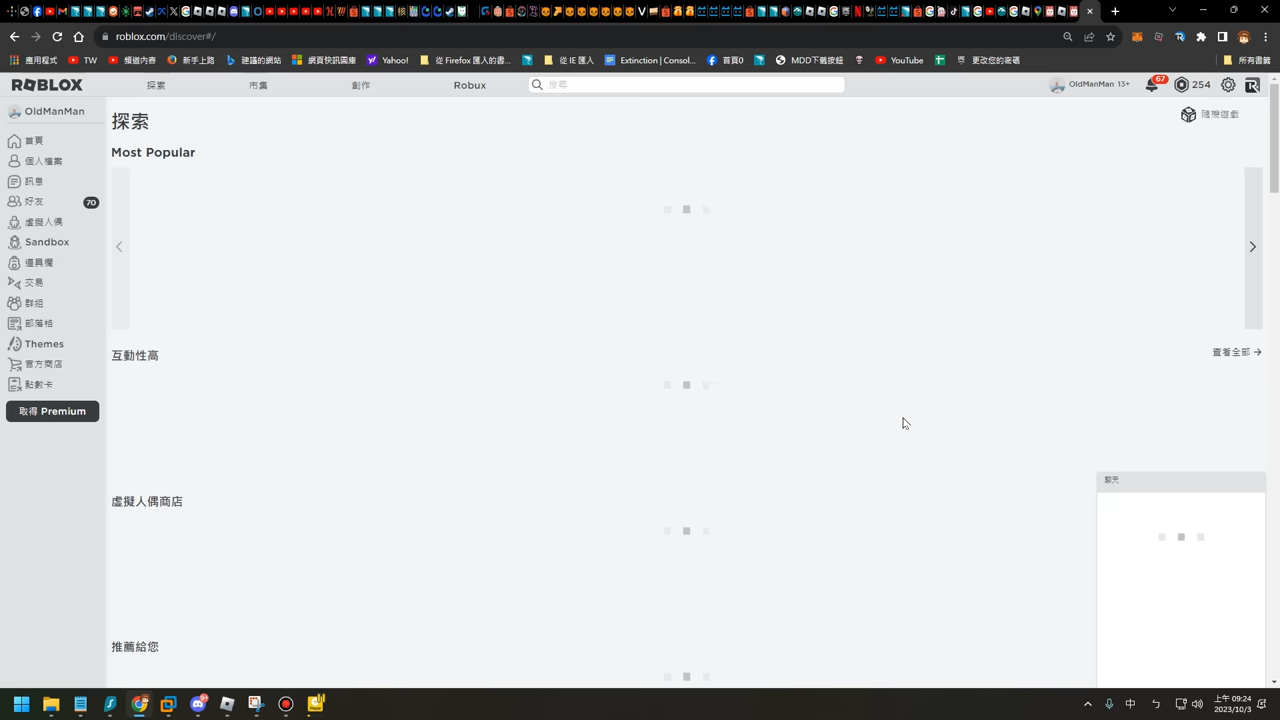 roblox.com/discover#/
應用程式
TW
頻道內容
新手上路
建議的網站
網頁快訊圖庫
Yahoo!
從 Firefox 匯入的書...
從 IE 匯入
Extinction | Consol...
首頁0
MDD下載按鈕
YouTube
更改您的密碼
所有書籤
ROBLOX
探索
市集
創作
Robux
搜尋
OldManMan 13+
67
254
OldManMan
首頁
個人檔案
訊息
好友
70
虛擬人偶
Sandbox
道具欄
交易
群組
部落格
Themes
官方商店
點數卡
取得 Premium
探索
隨機遊戲
Most Popular
互動性高
查看全部
虛擬人偶商店
推薦給您
聊天
中
上午 09:24
2023/10/3